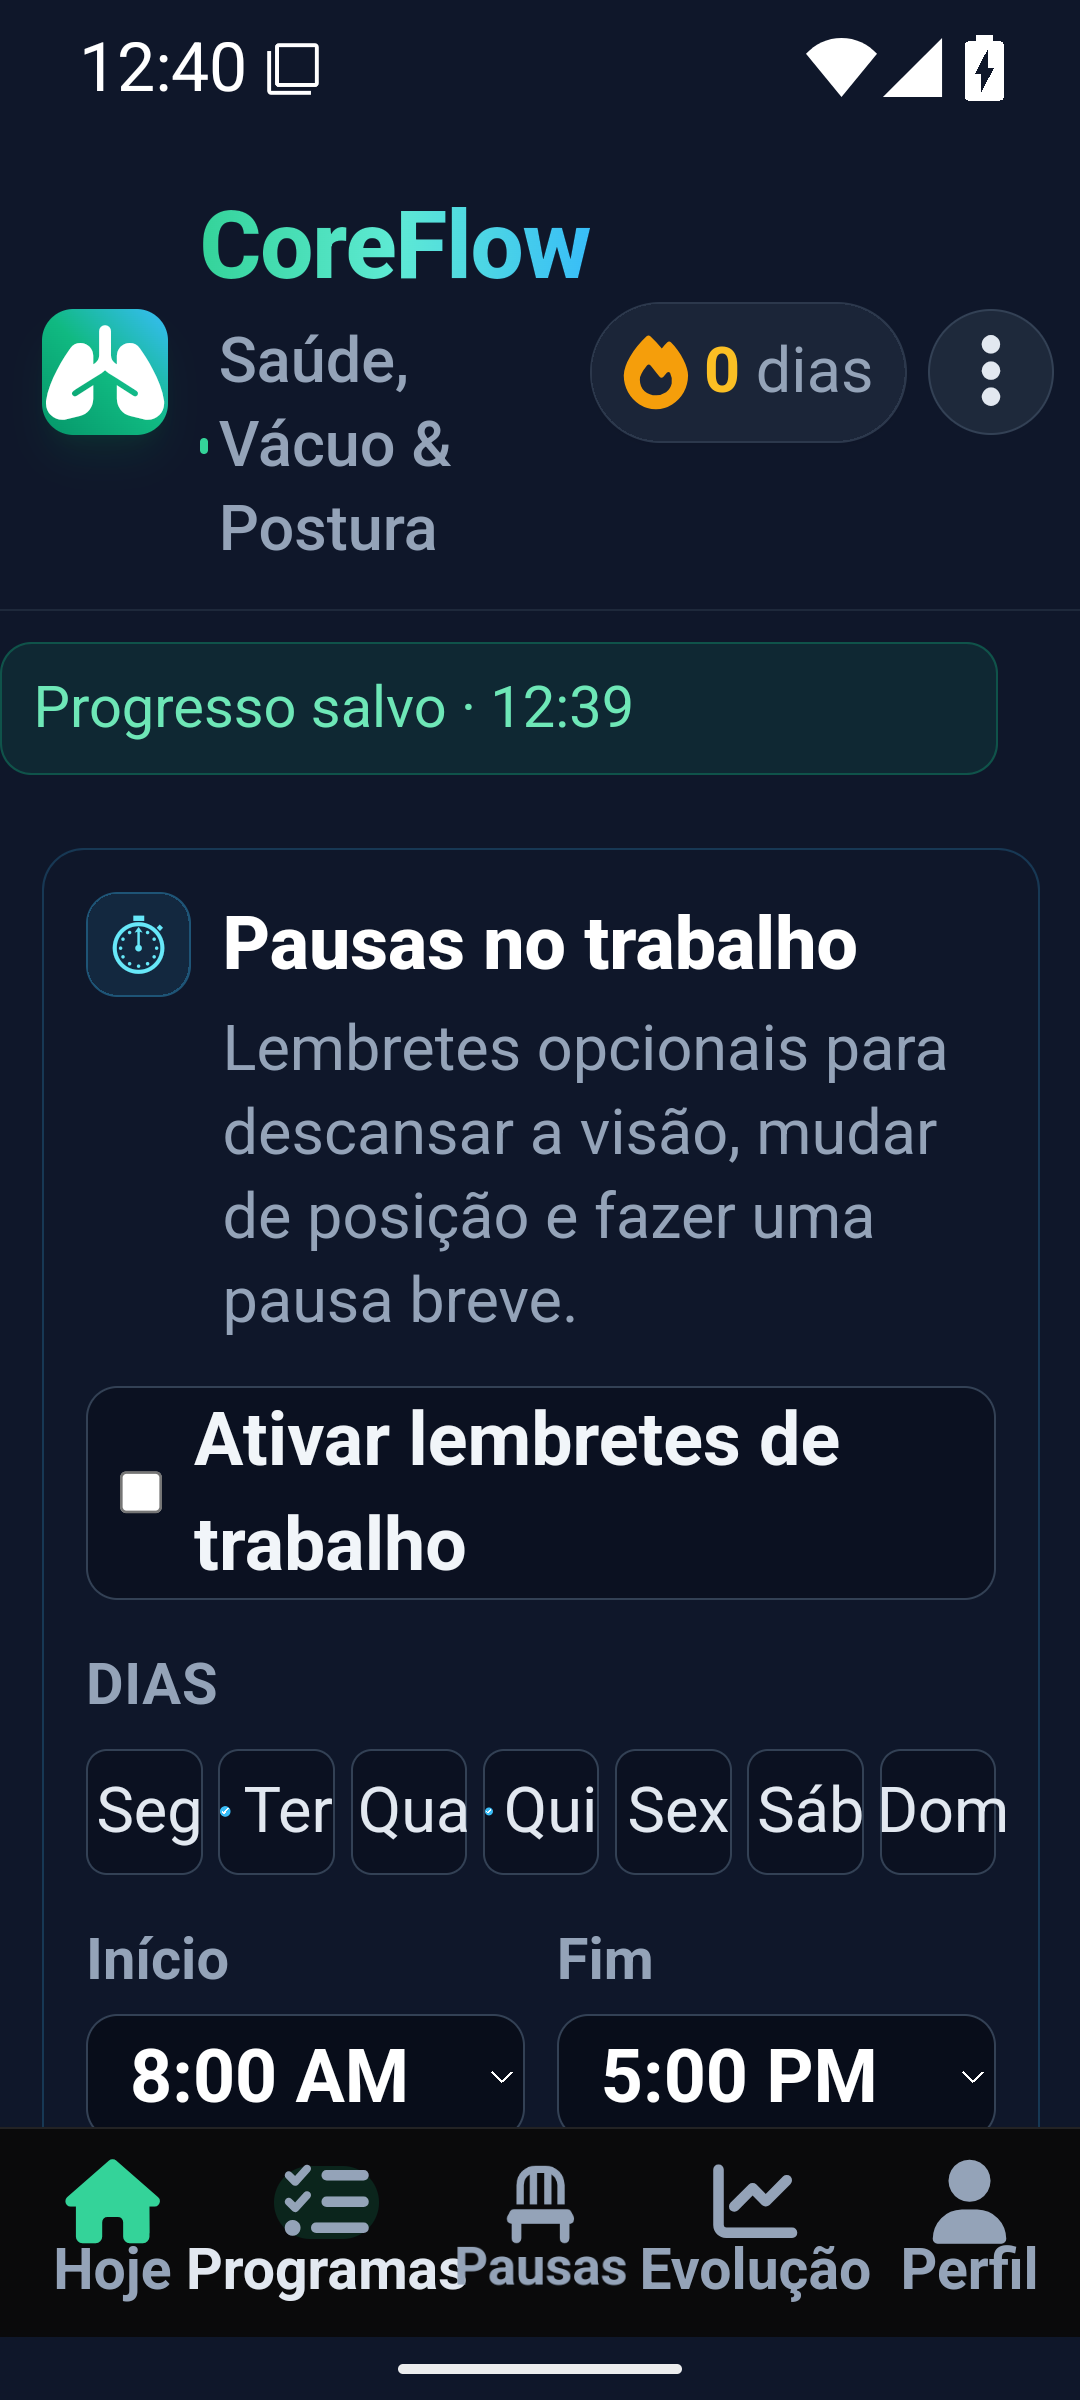 12:40
CoreFlow
Saúde,
Vácuo &
Postura
0 dias
Progresso salvo · 12:39
Pausas no trabalho
Lembretes opcionais para
descansar a visão, mudar
de posição e fazer uma
pausa breve.
Ativar lembretes de
trabalho
DIAS
Seg Ter Qua Qui Sex Sáb Dom
Início Fim
8:00 AM 5:00 PM
Hoje Programas Pausas Evolução Perfil